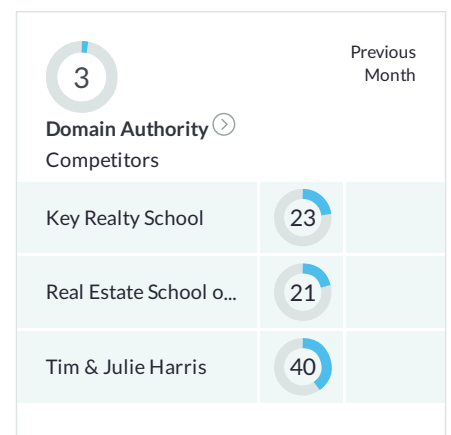 3
Previous
Month
Domain Authority
Competitors
Key Realty School 23
Real Estate School o... 21
Tim & Julie Harris 40